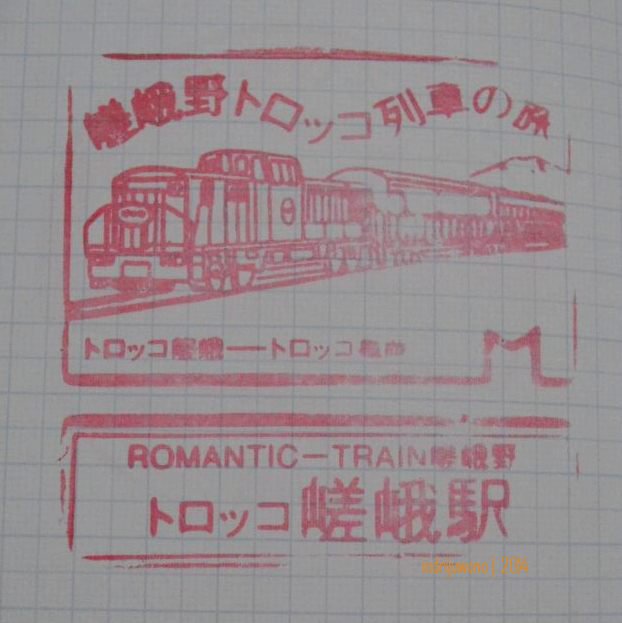 嵯峨野トロッコ列車の旅
トロッコ嵯峨――トロッコ亀岡
ROMANTIC-TRAIN嵯峨野
トロッコ嵯峨駅